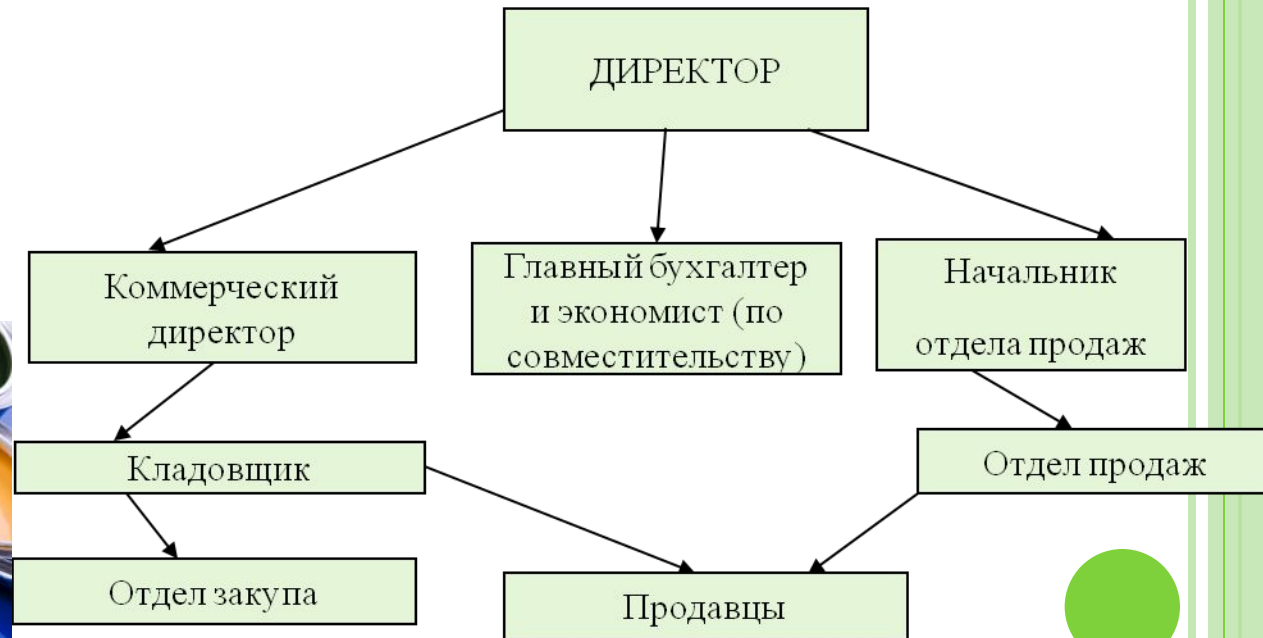 ДИРЕКТОР
Коммерческий
директор
Главный бухгалтер
и экономист (по
совместительству)
Начальник
отдела продаж
Кладовщик
Отдел продаж
Отдел закупа
Продавцы